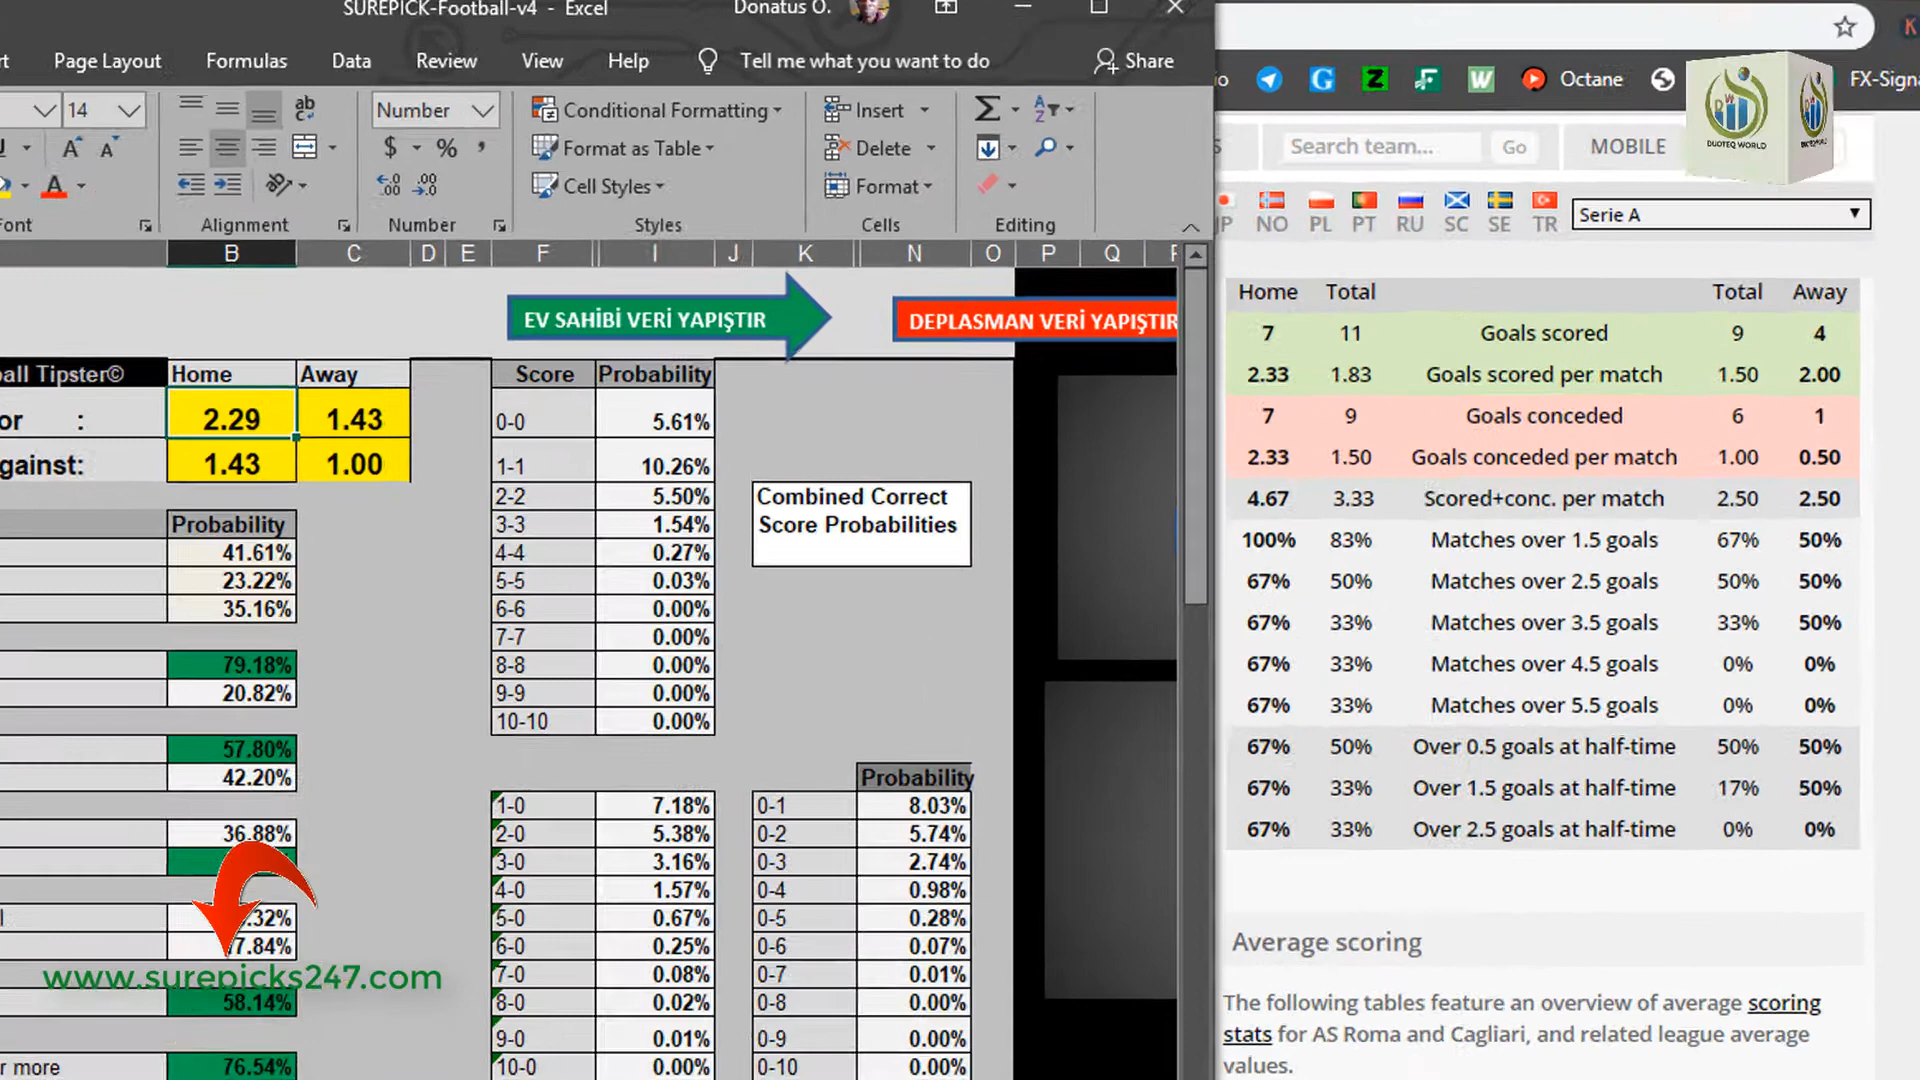 SUREPICK-Football-v4 - Excel
Donatus O.
Page Layout Formulas Data Review View Help Tell me what you want to do Share
14 Number
Conditional Formatting
Format as Table
Cell Styles
Insert
Delete
Format
$ % ,
Alignment Number Styles Cells Editing
B C D E F I J K N O P Q
EV SAHİBİ VERİ YAPIŞTIR
DEPLASMAN VERİ YAPIŞTIR
Tipster© Home Away
2.29 1.43
1.43 1.00
Probability
41.61%
23.22%
35.16%
79.18%
20.82%
57.80%
42.20%
36.88%
58.14%
more 76.54%
www.surepicks247.com
Score Probability
0-0 5.61%
1-1 10.26%
2-2 5.50%
3-3 1.54%
4-4 0.27%
5-5 0.03%
6-6 0.00%
7-7 0.00%
8-8 0.00%
9-9 0.00%
10-10 0.00%
Combined Correct
Score Probabilities
Probability
1-0 7.18% 0-1 8.03%
2-0 5.38% 0-2 5.74%
3-0 3.16% 0-3 2.74%
4-0 1.57% 0-4 0.98%
5-0 0.67% 0-5 0.28%
6-0 0.25% 0-6 0.07%
7-0 0.08% 0-7 0.01%
8-0 0.02% 0-8 0.00%
9-0 0.01% 0-9 0.00%
10-0 0.00% 0-10 0.00%
Octane
DUOTEQ WORLD
Search team... Go MOBILE
NO PL PT RU SC SE TR Serie A
Home Total Total Away
7 11 Goals scored 9 4
2.33 1.83 Goals scored per match 1.50 2.00
7 9 Goals conceded 6 1
2.33 1.50 Goals conceded per match 1.00 0.50
4.67 3.33 Scored+conc. per match 2.50 2.50
100% 83% Matches over 1.5 goals 67% 50%
67% 50% Matches over 2.5 goals 50% 50%
67% 33% Matches over 3.5 goals 33% 50%
67% 33% Matches over 4.5 goals 0% 0%
67% 33% Matches over 5.5 goals 0% 0%
67% 50% Over 0.5 goals at half-time 50% 50%
67% 33% Over 1.5 goals at half-time 17% 50%
67% 33% Over 2.5 goals at half-time 0% 0%
Average scoring
The following tables feature an overview of average scoring
stats for AS Roma and Cagliari, and related league average
values.